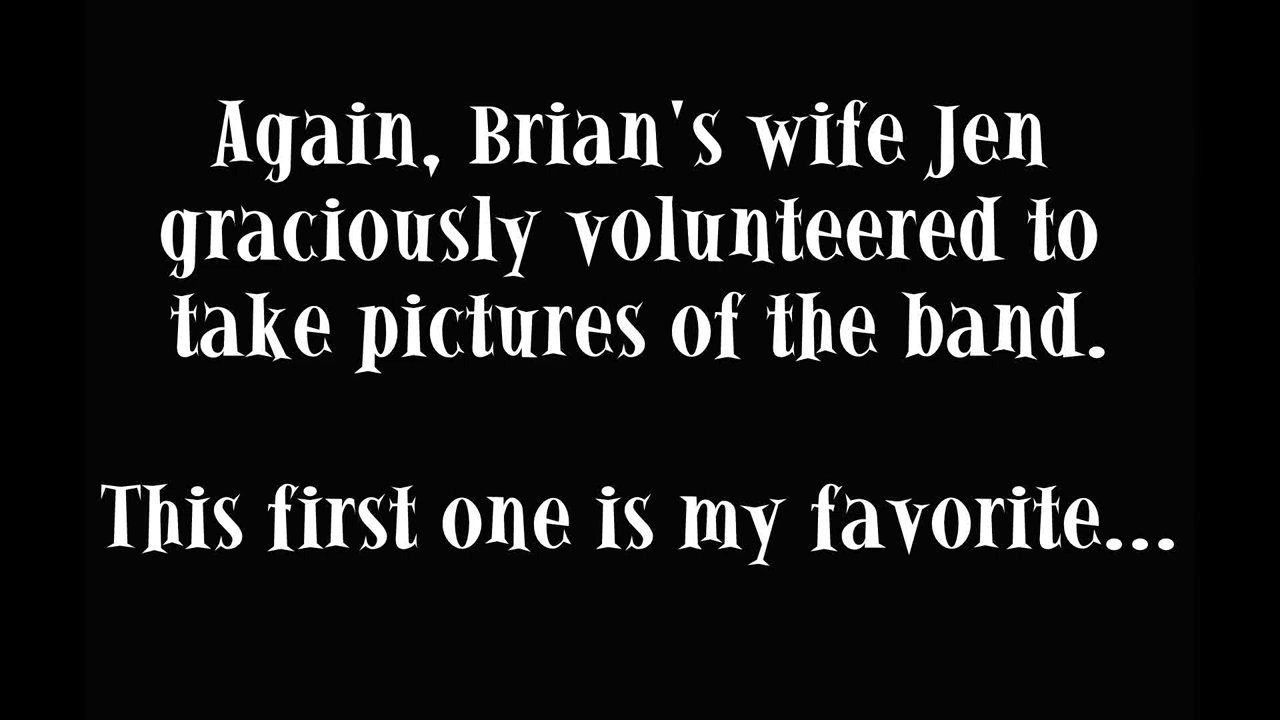 Again, Brian's wife Jen
graciously volunteered to
take pictures of the band.
This first one is my favorite...